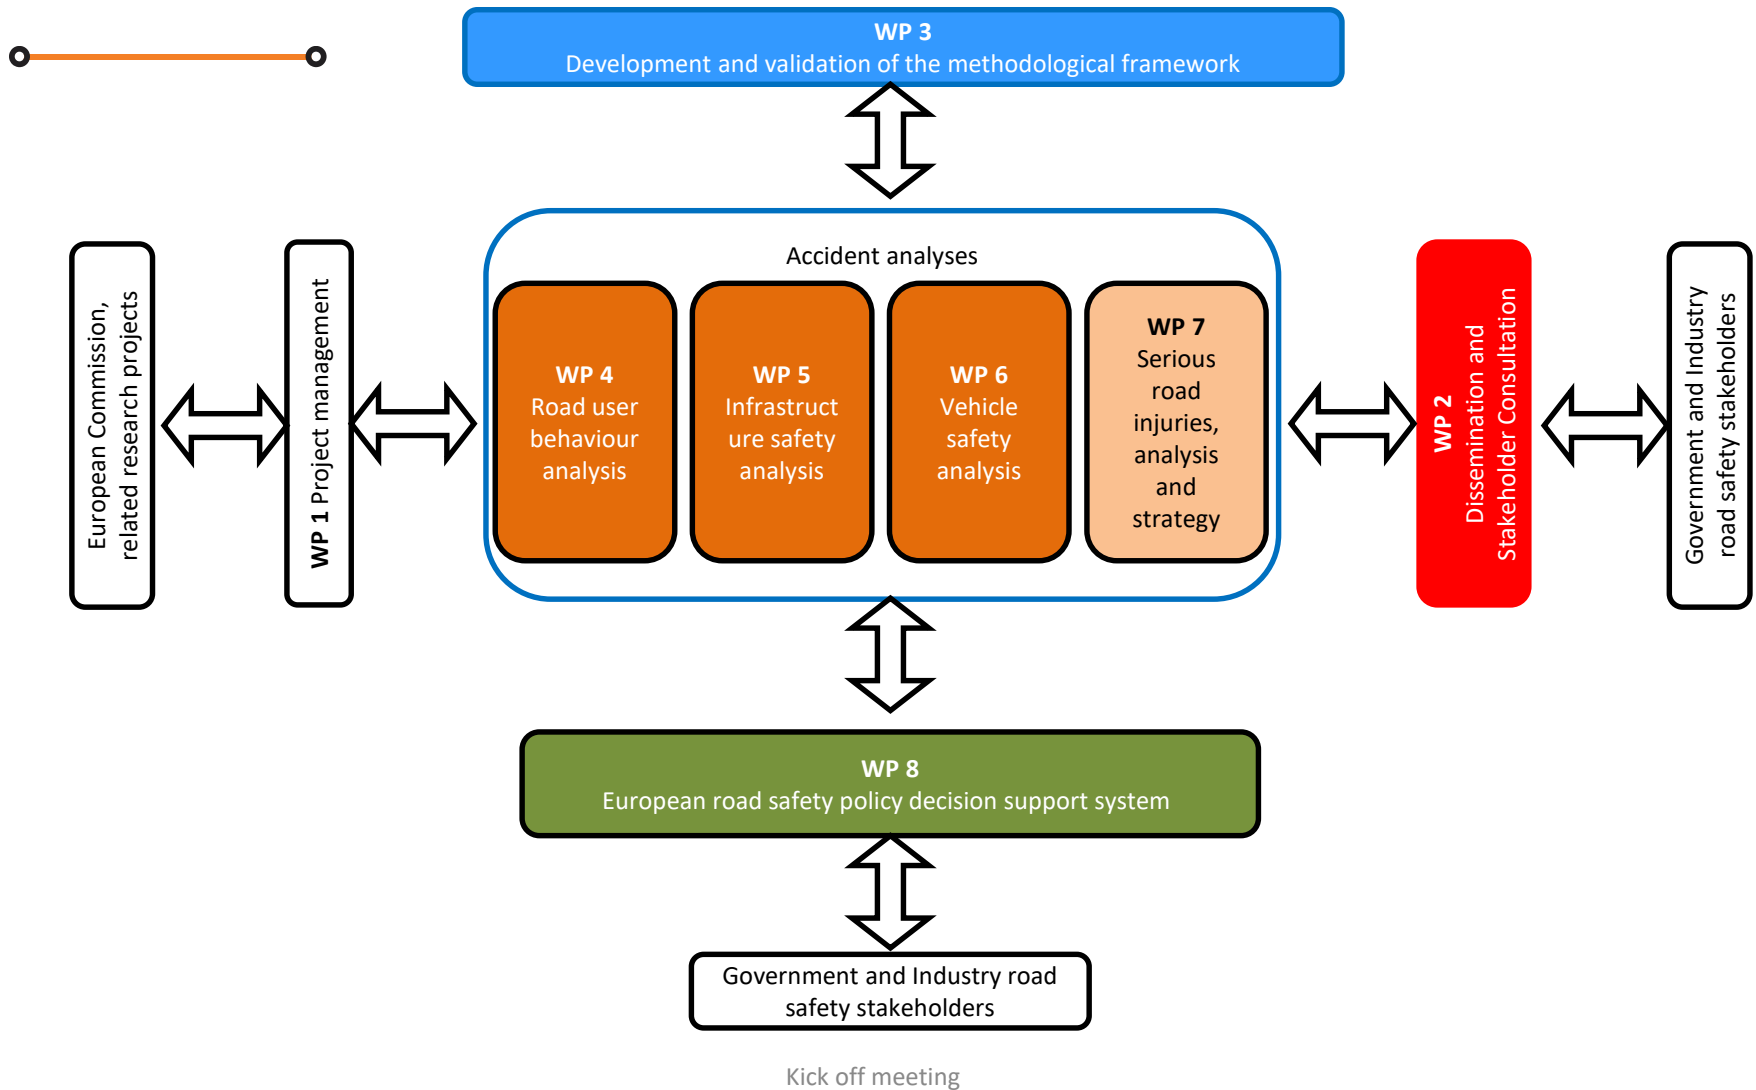 WP 3
Development and validation of the methodological framework
European Commission,
related research projects
WP 1 Project management
Accident analyses
WP 4
Road user
behaviour
analysis
WP 5
Infrastruct
ure safety
analysis
WP 6
Vehicle
safety
analysis
WP 7
Serious
road
injuries,
analysis
and
strategy
WP 2
Dissemination and
Stakeholder Consultation
Government and Industry
road safety stakeholders
WP 8
European road safety policy decision support system
Government and Industry road
safety stakeholders
Kick off meeting